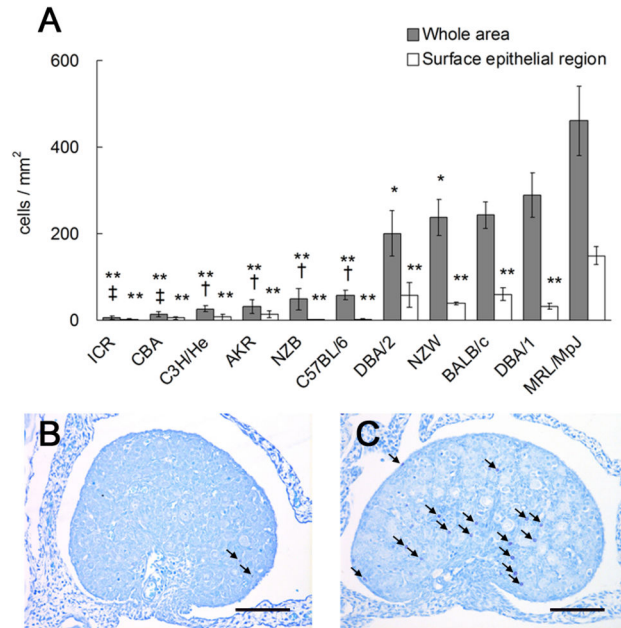 A
Whole area
Surface epithelial region
600
400
200
0
cells / mm²
** ‡ **
** ‡ **
** † **
** † **
** † **
** † **
* **
* **
**
**
ICR
CBA
C3H/He
AKR
NZB
C57BL/6
DBA/2
NZW
BALB/c
DBA/1
MRL/MpJ
B
C